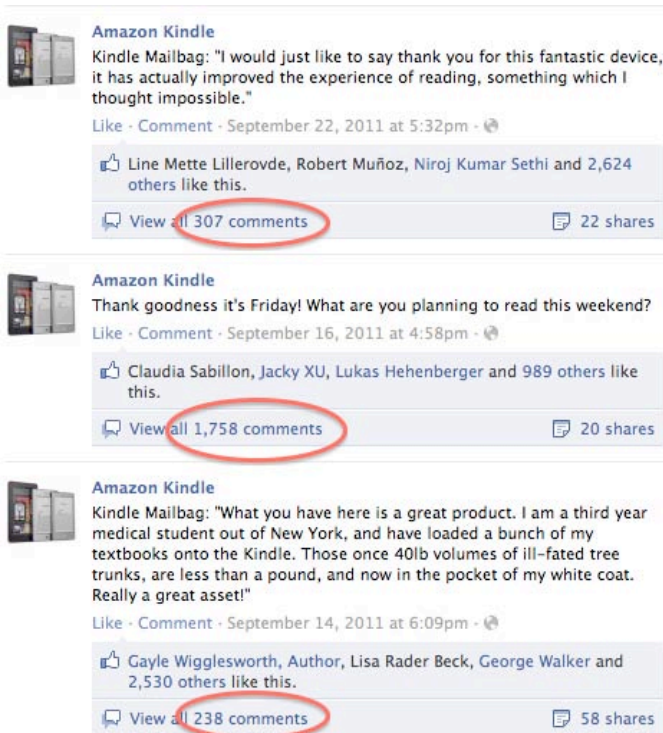 Amazon Kindle
Kindle Mailbag: "I would just like to say thank you for this fantastic device,
it has actually improved the experience of reading, something which I
thought impossible."
Like · Comment · September 22, 2011 at 5:32pm ·
Line Mette Lillerovde, Robert Muñoz, Niroj Kumar Sethi and 2,624
others like this.
View all 307 comments 22 shares
Amazon Kindle
Thank goodness it's Friday! What are you planning to read this weekend?
Like · Comment · September 16, 2011 at 4:58pm ·
Claudia Sabillon, Jacky XU, Lukas Hehenberger and 989 others like
this.
View all 1,758 comments 20 shares
Amazon Kindle
Kindle Mailbag: "What you have here is a great product. I am a third year
medical student out of New York, and have loaded a bunch of my
textbooks onto the Kindle. Those once 40lb volumes of ill-fated tree
trunks, are less than a pound, and now in the pocket of my white coat.
Really a great asset!"
Like · Comment · September 14, 2011 at 6:09pm ·
Gayle Wigglesworth, Author, Lisa Rader Beck, George Walker and
2,530 others like this.
View all 238 comments 58 shares